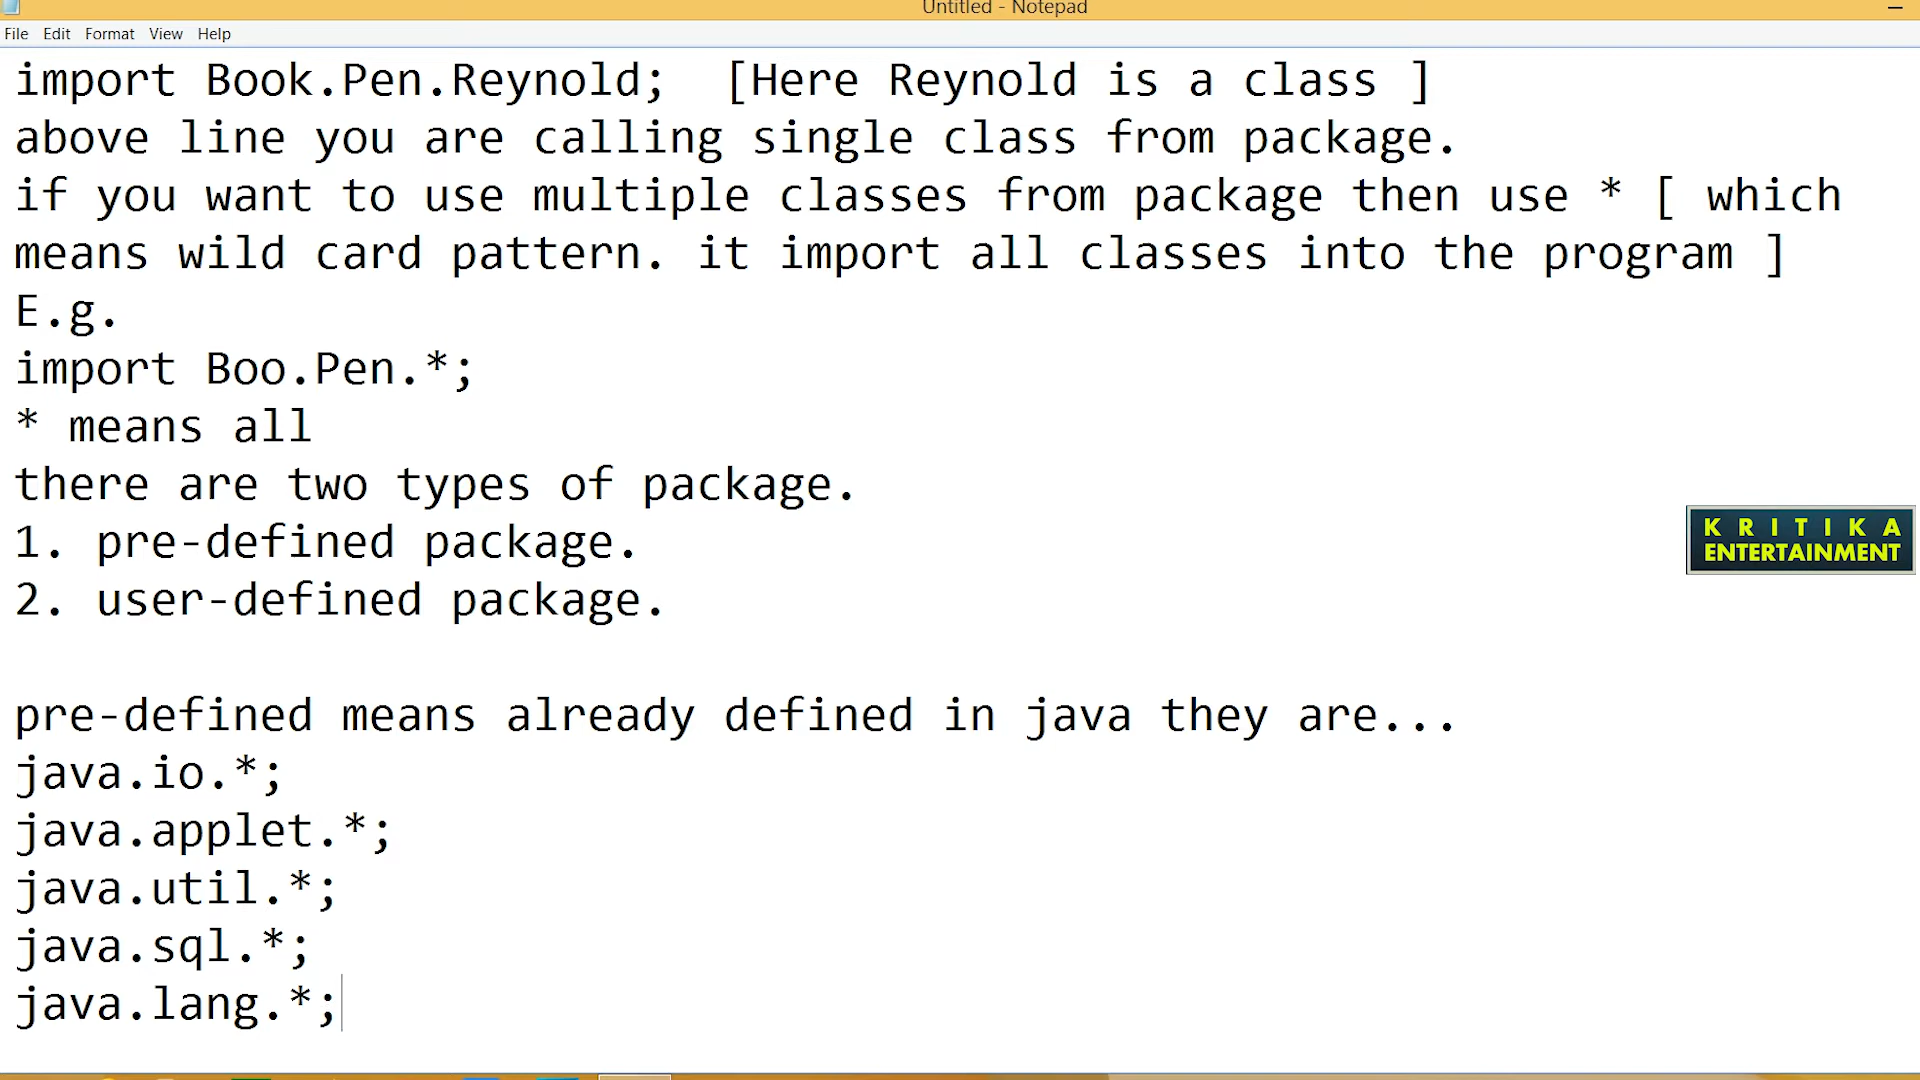 Untitled - Notepad
File Edit Format View Help
import Book.Pen.Reynold;  [Here Reynold is a class ]
above line you are calling single class from package.
if you want to use multiple classes from package then use * [ which
means wild card pattern. it import all classes into the program ]
E.g.
import Boo.Pen.*;
* means all
there are two types of package.
1. pre-defined package.
2. user-defined package.
KRITIKA
ENTERTAINMENT
pre-defined means already defined in java they are...
java.io.*;
java.applet.*;
java.util.*;
java.sql.*;
java.lang.*;